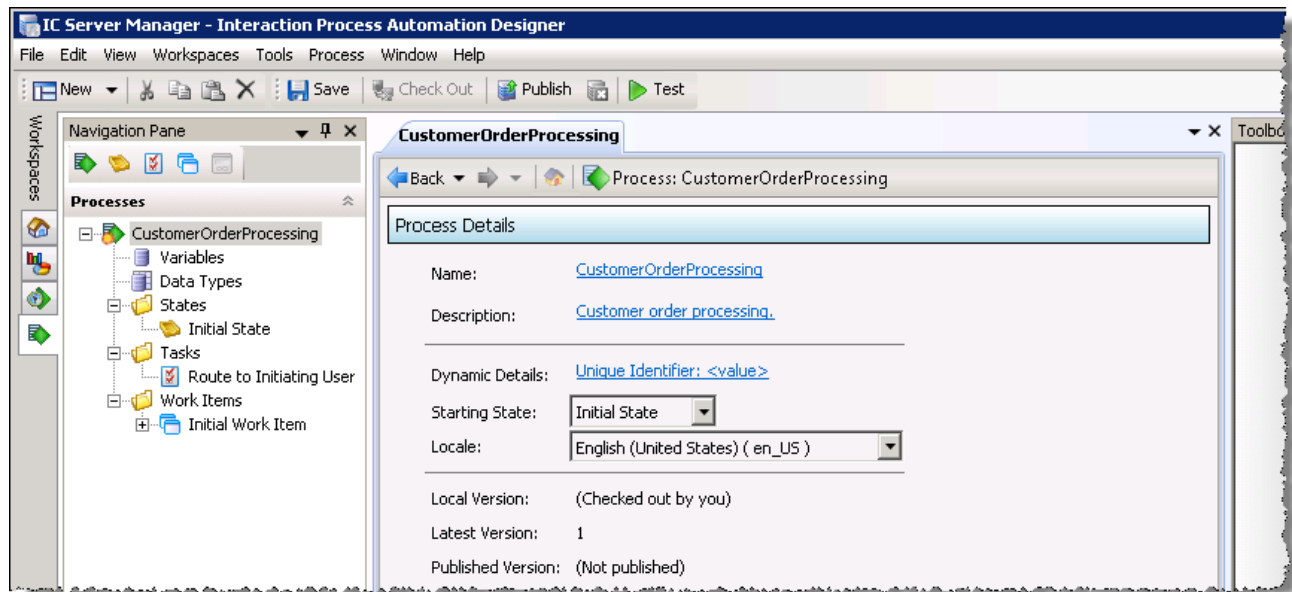 IC Server Manager - Interaction Process Automation Designer
File Edit View Workspaces Tools Process Window Help
New Save Check Out Publish Test
Workspaces
Navigation Pane
Processes
CustomerOrderProcessing
Variables
Data Types
States
Initial State
Tasks
Route to Initiating User
Work Items
Initial Work Item
CustomerOrderProcessing
Back Process: CustomerOrderProcessing
Process Details
Name: CustomerOrderProcessing
Description: Customer order processing.
Dynamic Details: Unique Identifier: <value>
Starting State: Initial State
Locale: English (United States) ( en_US )
Local Version: (Checked out by you)
Latest Version: 1
Published Version: (Not published)